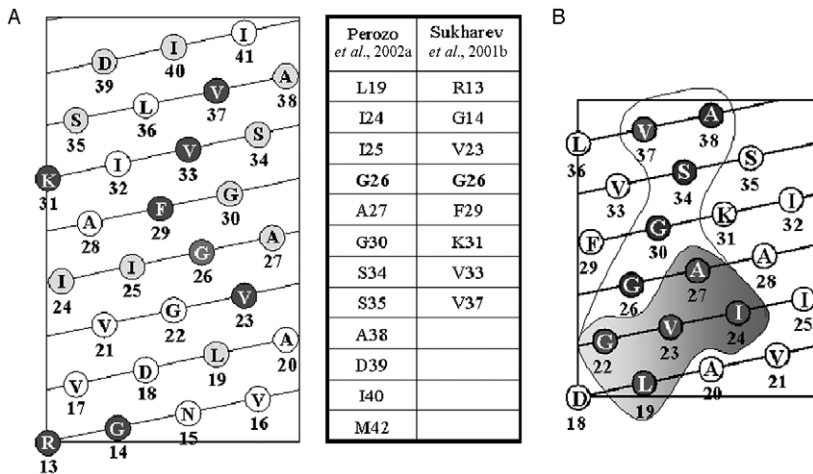 A
I
41
I
40
D
39
A
38
V
37
L
36
S
35
S
34
V
33
I
32
K
31
G
30
F
29
A
28
A
27
G
26
I
25
I
24
V
23
G
22
V
21
A
20
L
19
D
18
V
17
V
16
N
15
G
14
R
13
Perozo Sukharev
et al., 2002a et al., 2001b
L19 R13
I24 G14
I25 V23
G26 G26
A27 F29
G30 K31
S34 V33
S35 V37
A38
D39
I40
M42
B
A
38
V
37
L
36
S
35
S
34
V
33
I
32
K
31
G
30
F
29
A
28
A
27
G
26
I
25
I
24
V
23
G
22
V
21
A
20
L
19
D
18